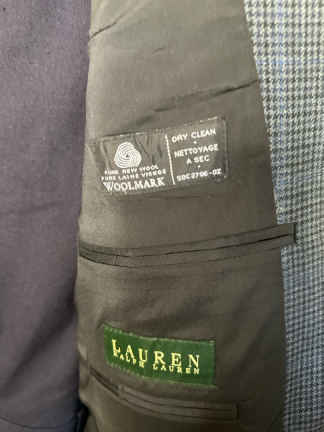 PURE NEW WOOL
PURE LAINE VIERGE
WOOLMARK
DRY CLEAN
•
NETTOYAGE
A SEC
LAUREN
RALPH LAUREN